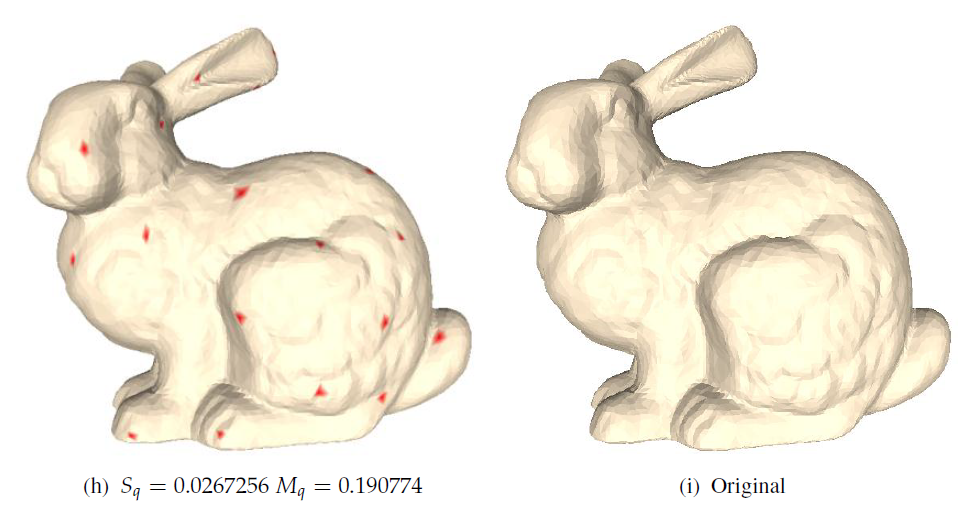 (h) $S_q = 0.0267256$ $M_q = 0.190774$
(i) Original